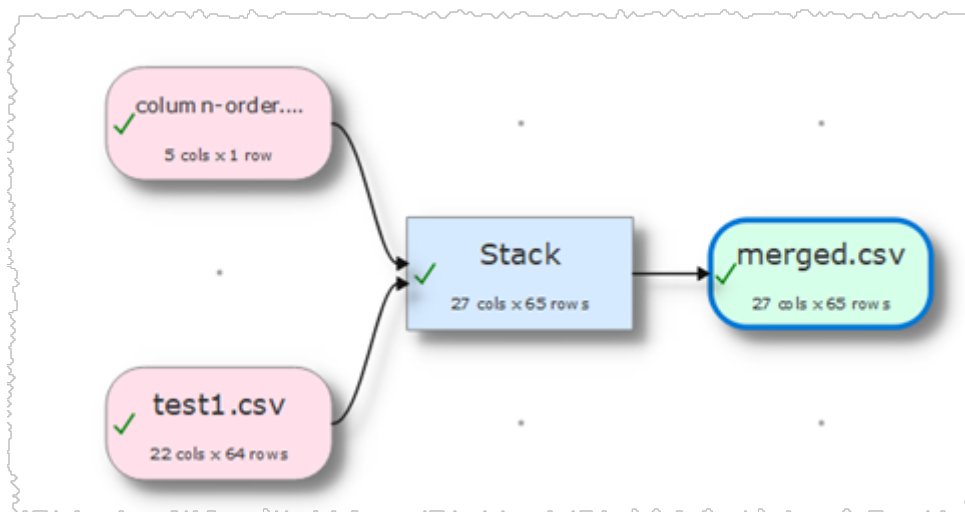 column-order....
5 cols x 1 row
Stack
27 cols x 65 rows
merged.csv
27 cols x 65 rows
test1.csv
22 cols x 64 rows